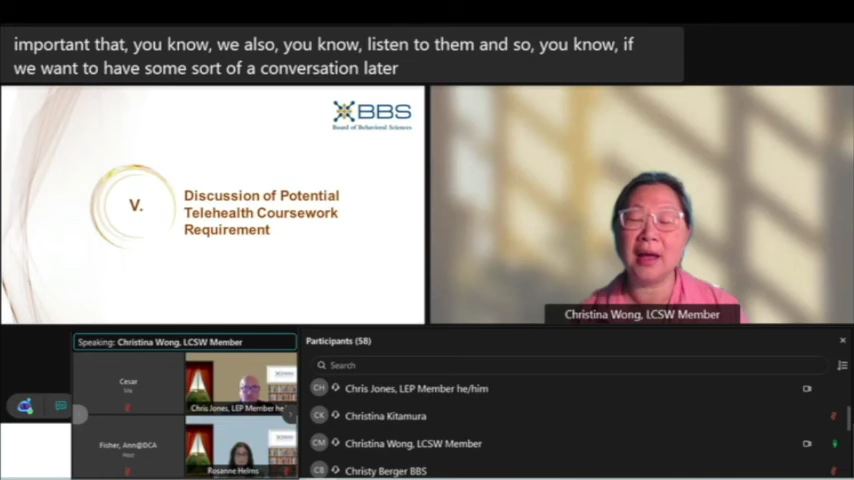 important that, you know, we also, you know, listen to them and so, you know, if
we want to have some sort of a conversation later
BBS
Board of Behavioral Sciences
V.
Discussion of Potential
Telehealth Coursework
Requirement
Christina Wong, LCSW Member
Speaking: Christina Wong, LCSW Member
Cesar
Chris Jones, LEP Member he/
Fisher, Ann@DCA
Host
Rosanne Helms
Participants (58)
Search
CH Chris Jones, LEP Member he/him
CK Christina Kitamura
CM Christina Wong, LCSW Member
CB Christy Berger BBS